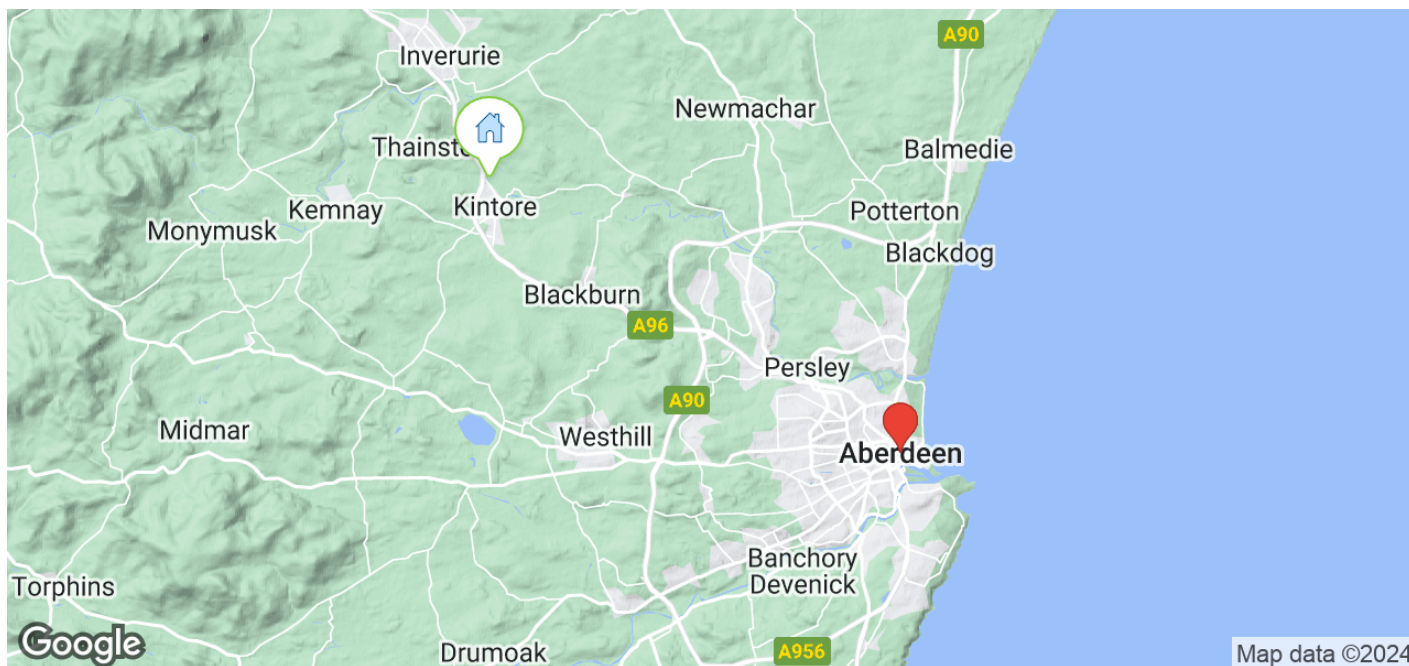 A90
Inverurie
Newmachar
Thainst
Balmedie
Kemnay
Kintore
Potterton
Monymusk
Blackdog
Blackburn
A96
Persley
A90
Midmar
Westhill
Aberdeen
Banchory
Devenick
Torphins
Google
Drumoak
A956
Map data ©2024